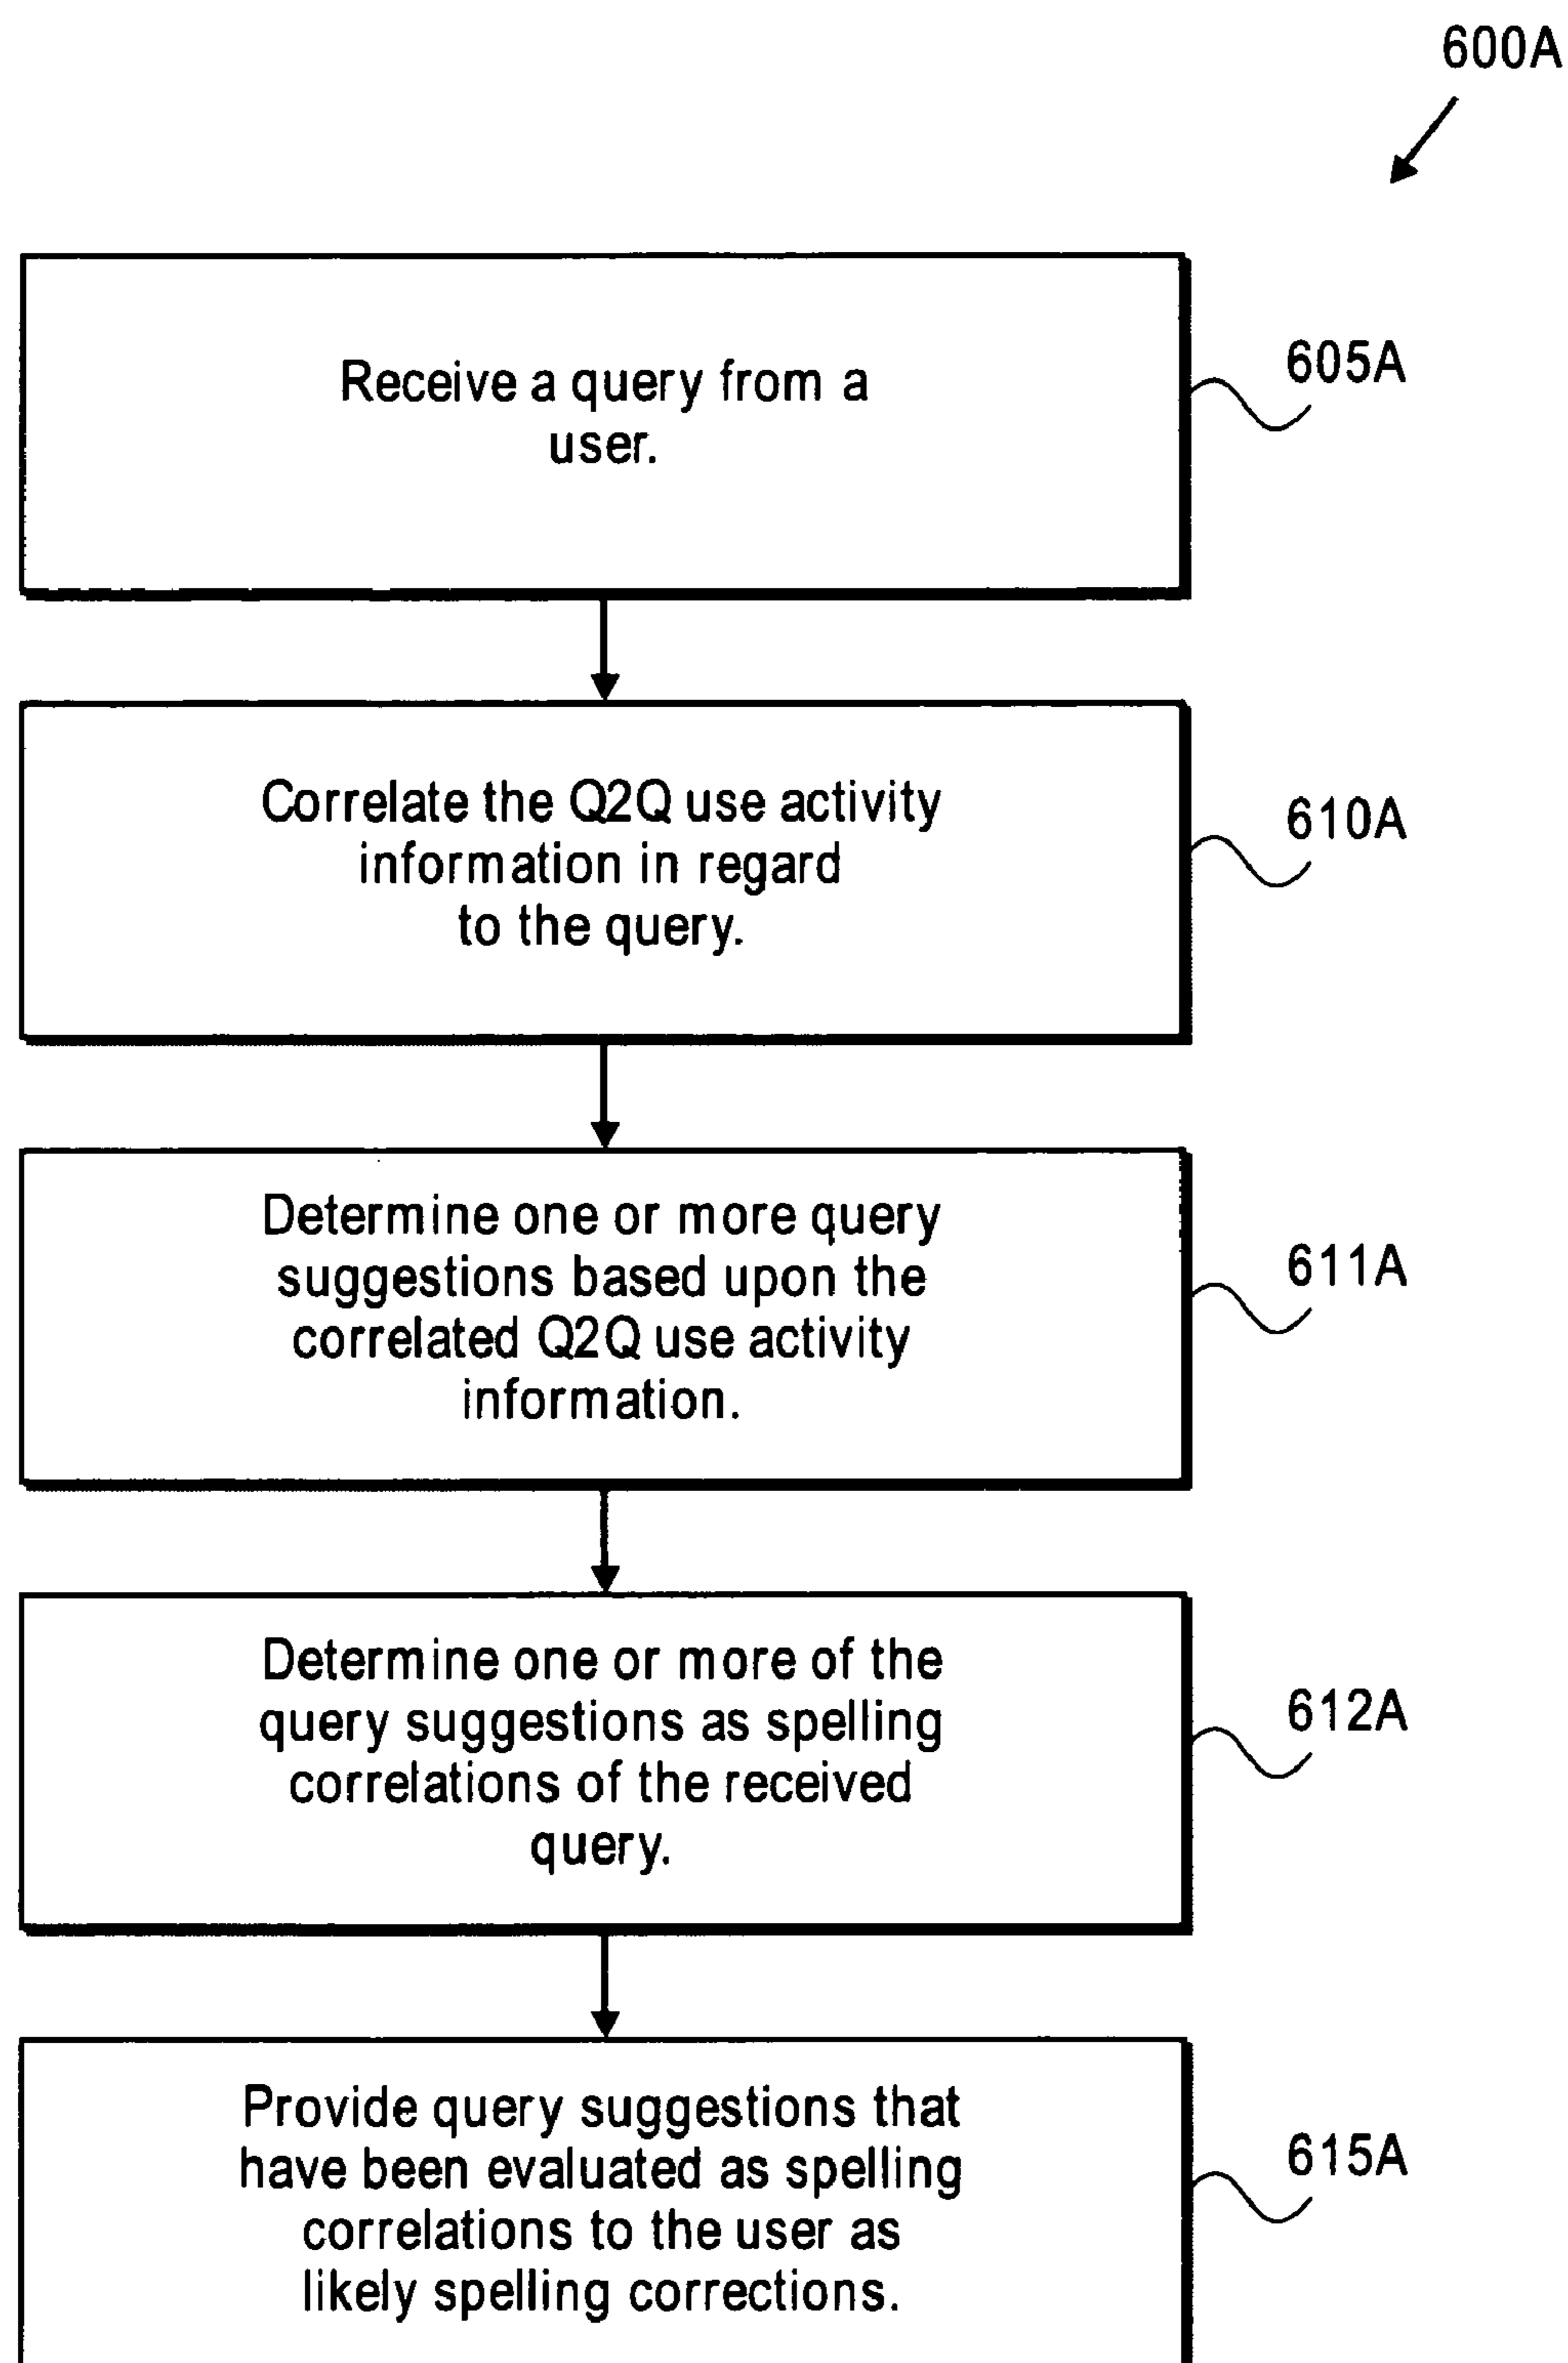 600A
Receive a query from a
user.
605A
Correlate the Q2Q use activity
information in regard
to the query.
610A
Determine one or more query
suggestions based upon the
correlated Q2Q use activity
information.
611A
Determine one or more of the
query suggestions as spelling
correlations of the received
query.
612A
Provide query suggestions that
have been evaluated as spelling
correlations to the user as
likely spelling corrections.
615A